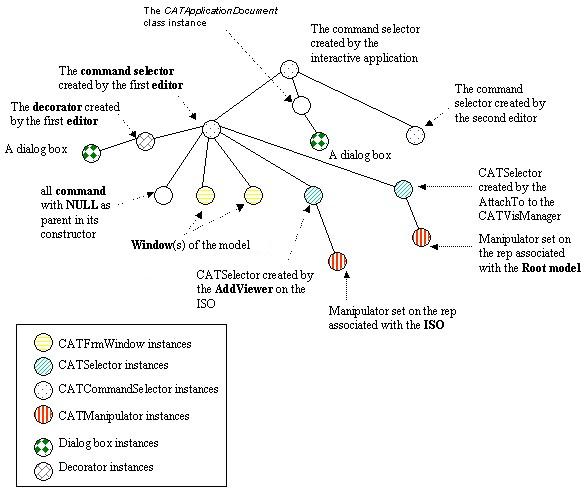 The CATApplicationDocument
class instance
The command selector
created by the
interactive application
The command selector
created by the first editor
The command
selector created by
the second editor
The decorator created
by the first editor
A dialog box
A dialog box
CATSelector
created by the
AttachTo to the
CATVisManager
all command
with NULL as
parent in its
constructor
Window(s) of the model
Manipulator set on
the rep associated
with the Root model
CATSelector created by
the AddViewer on the
ISO
Manipulator set on the rep
associated with the ISO
CATFrmWindow instances
CATSelector instances
CATCommandSelector instances
CATManipulator instances
Dialog box instances
Decorator instances